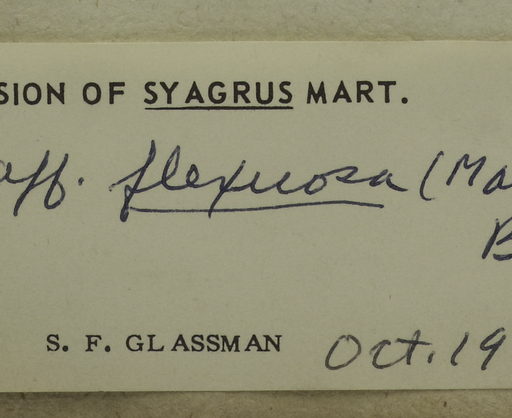 SION OF SYAGRUS MART.
aff. flexuosa (Ma
B
S. F. GLASSMAN Oct. 19